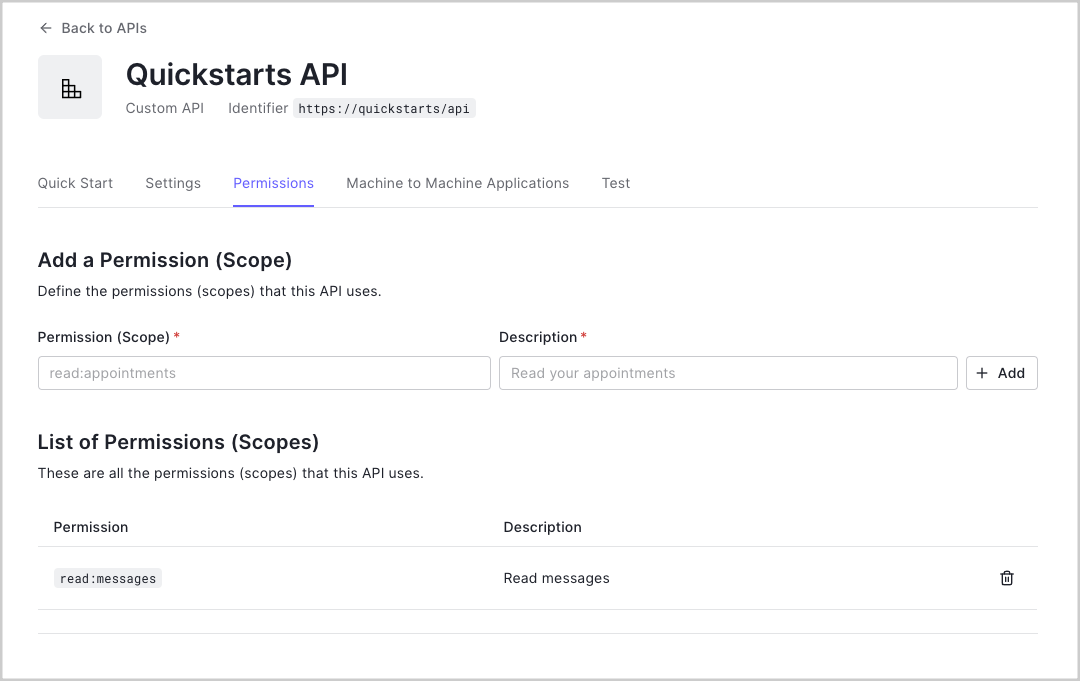 Back to APIs
Quickstarts API
Custom API Identifier https://quickstarts/api
Quick Start Settings Permissions Machine to Machine Applications Test
Add a Permission (Scope)
Define the permissions (scopes) that this API uses.
Permission (Scope) * Description *
read:appointments Read your appointments + Add
List of Permissions (Scopes)
These are all the permissions (scopes) that this API uses.
Permission Description
read:messages Read messages